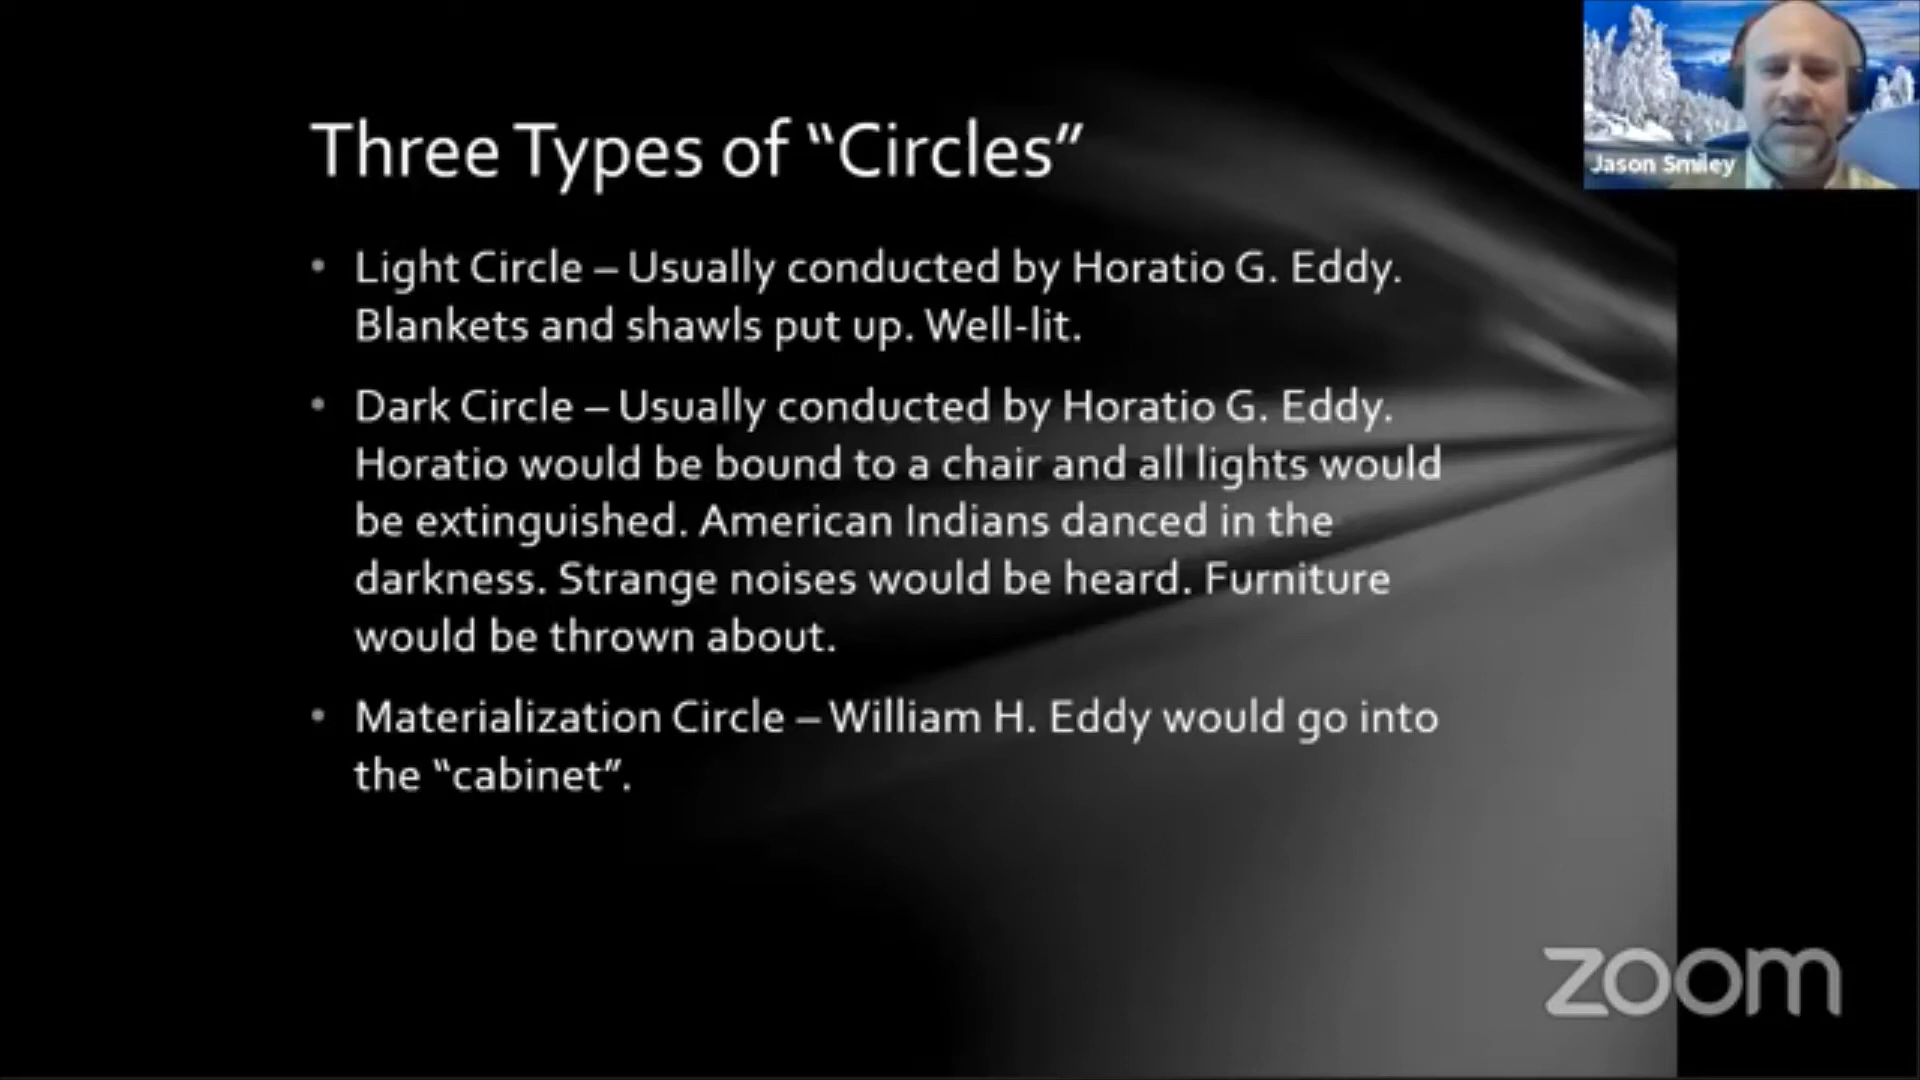 Three Types of “Circles”
• Light Circle – Usually conducted by Horatio G. Eddy.
Blankets and shawls put up. Well-lit.
• Dark Circle – Usually conducted by Horatio G. Eddy.
Horatio would be bound to a chair and all lights would
be extinguished. American Indians danced in the
darkness. Strange noises would be heard. Furniture
would be thrown about.
• Materialization Circle – William H. Eddy would go into
the “cabinet”.
Jason Smiley
zoom